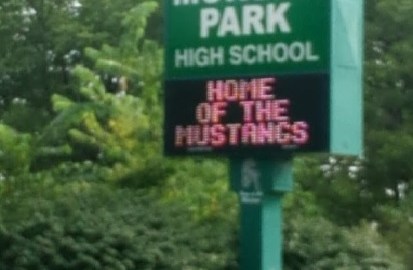 PARK
HIGH SCHOOL
HOME
OF THE
MUSTANGS